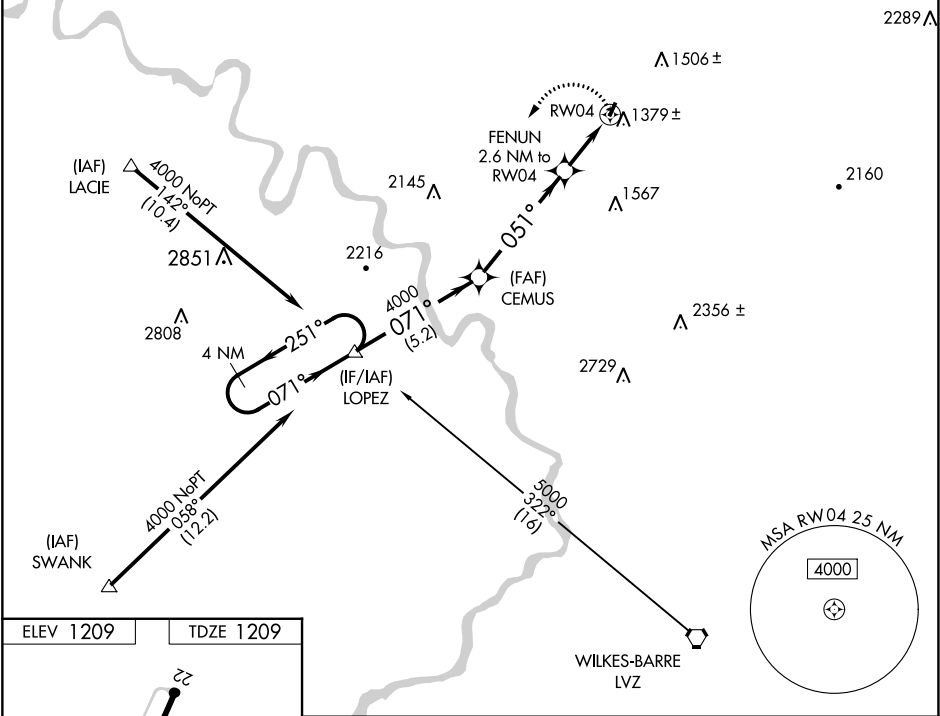 2289
1506 ±
RW04
1379 ±
FENUN
2.6 NM to
RW04
(IAF)
LACIE
4000 NoPT
142°
(10.4)
2145
2160
1567
051°
2851
2216
(FAF)
CEMUS
4000
071°
(5.2)
2808
251°
2356 ±
4 NM
071°
(IF/IAF)
LOPEZ
2729
4000 NoPT
058°
(12.2)
5000
322°
(16)
(IAF)
SWANK
MSA RW04 25 NM
4000
ELEV 1209
TDZE 1209
WILKES-BARRE
LVZ
22